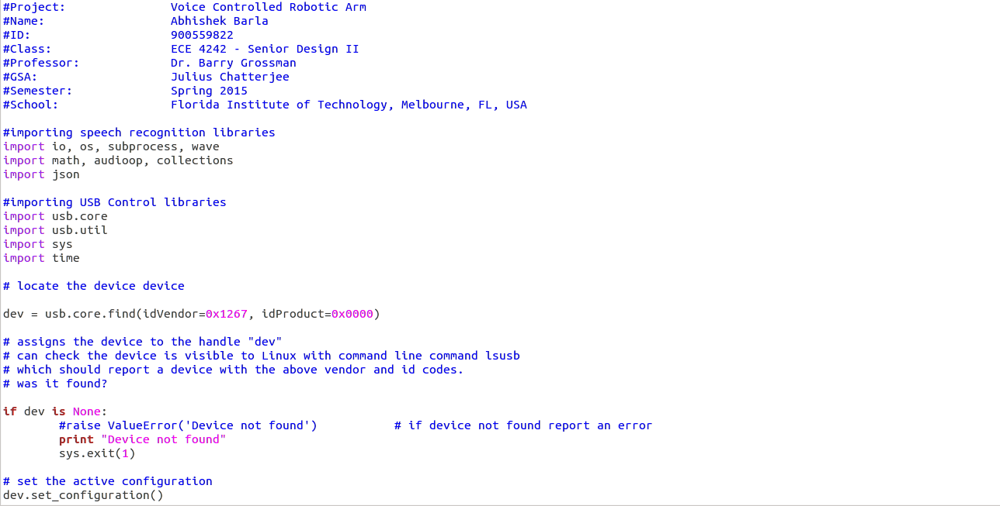 #Project: Voice Controlled Robotic Arm
#Name: Abhishek Barla
#ID: 900559822
#Class: ECE 4242 - Senior Design II
#Professor: Dr. Barry Grossman
#GSA: Julius Chatterjee
#Semester: Spring 2015
#School: Florida Institute of Technology, Melbourne, FL, USA
#importing speech recognition libraries
import io, os, subprocess, wave
import math, audioop, collections
import json
#importing USB Control libraries
import usb.core
import usb.util
import sys
import time
# locate the device device
dev = usb.core.find(idVendor=0x1267, idProduct=0x0000)
# assigns the device to the handle "dev"
# can check the device is visible to Linux with command line command lsusb
# which should report a device with the above vendor and id codes.
# was it found?
if dev is None:
#raise ValueError('Device not found') # if device not found report an error
print "Device not found"
sys.exit(1)
# set the active configuration
dev.set_configuration()